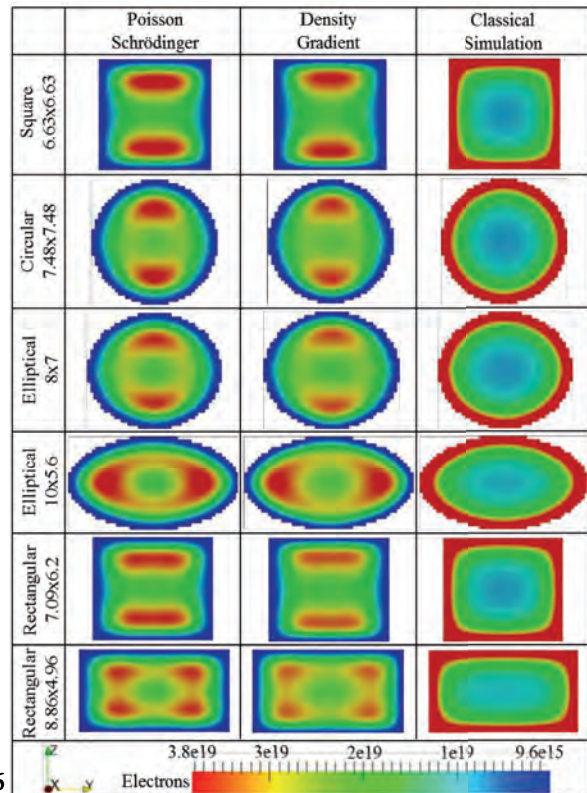 Poisson Schrödinger
Density Gradient
Classical Simulation
Square
6.63x6.63
Circular
7.48x7.48
Elliptical
8x7
Elliptical
10x5.6
Rectangular
7.09x6.2
Rectangular
8.86x4.96
Z
X
Y
3.8e19 3e19 2e19 1e19 9.6e15
Electrons